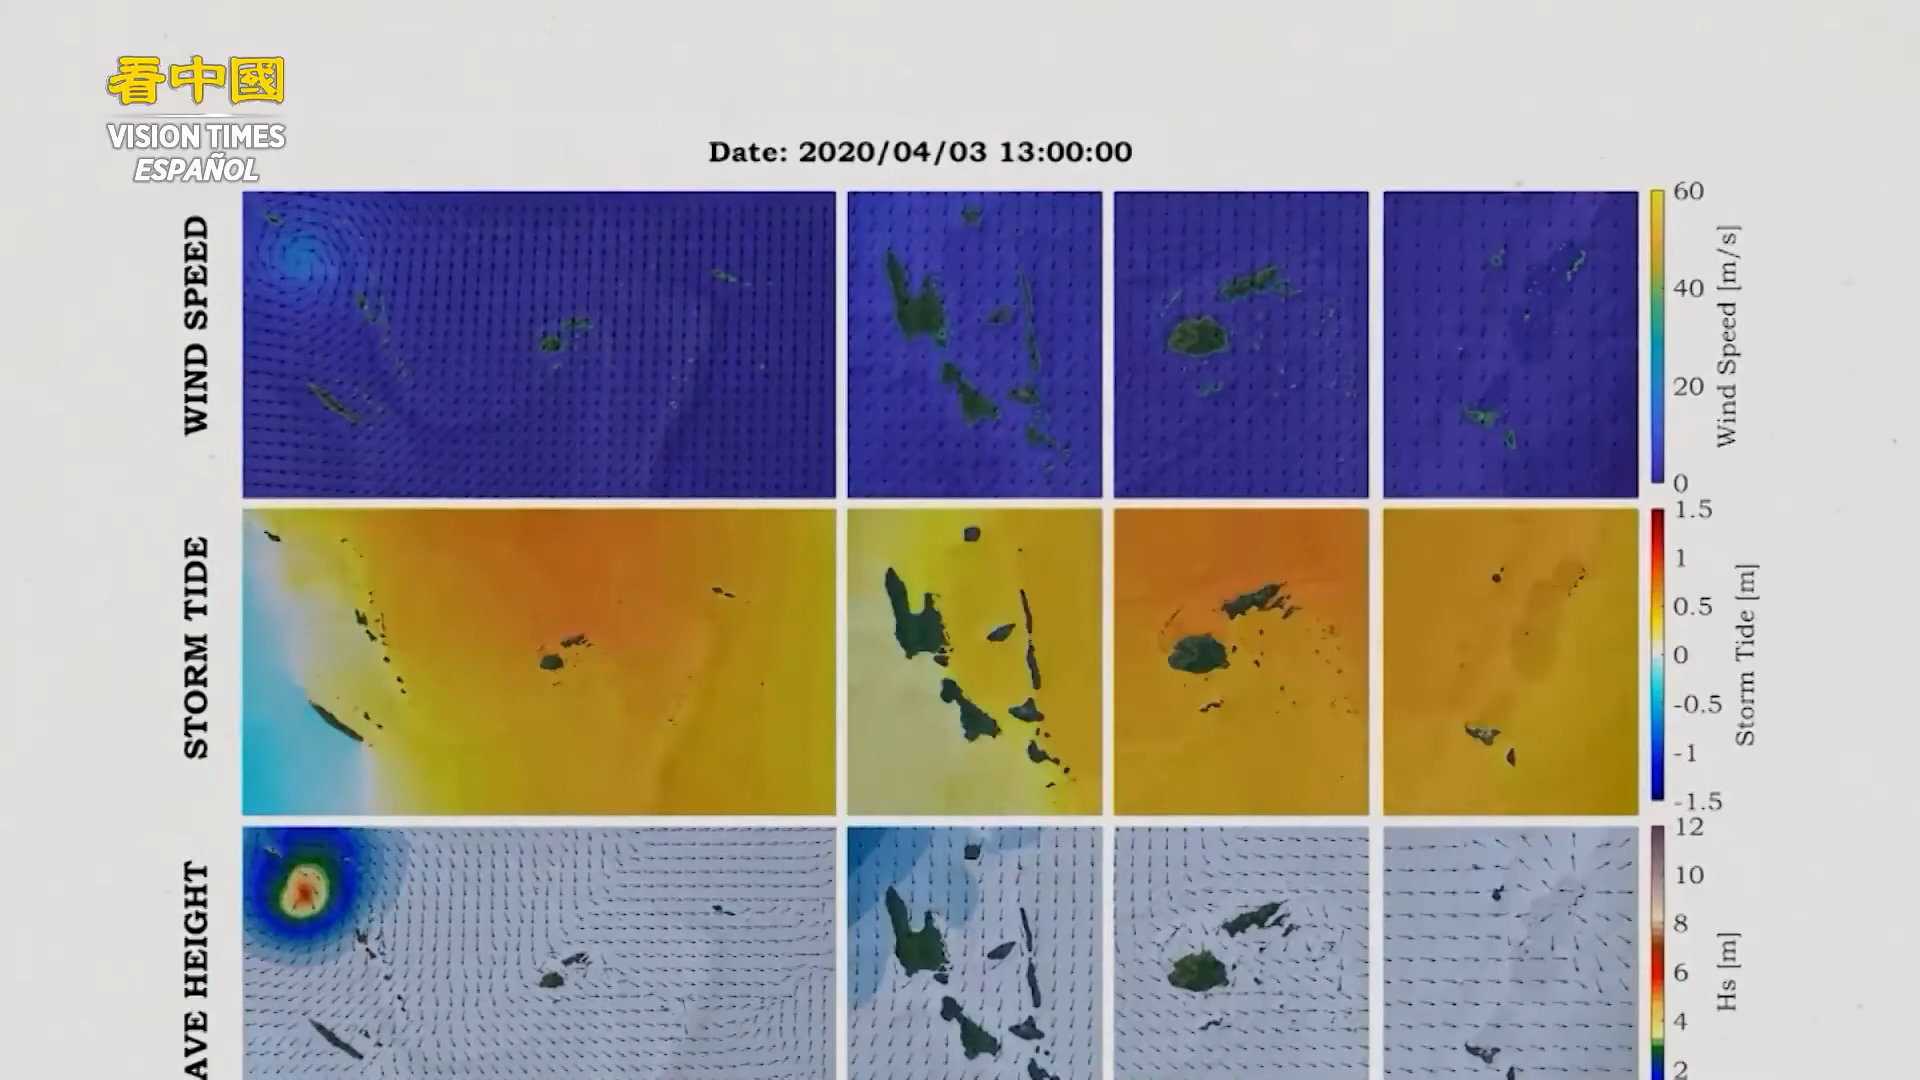 看中國
VISION TIMES
ESPAÑOL
Date: 2020/04/03 13:00:00
WIND SPEED
60
40
20
0
Wind Speed [m/s]
STORM TIDE
1.5
1
0.5
0
-0.5
-1
-1.5
Storm Tide [m]
AVE HEIGHT
12
10
8
6
4
2
Hs [m]